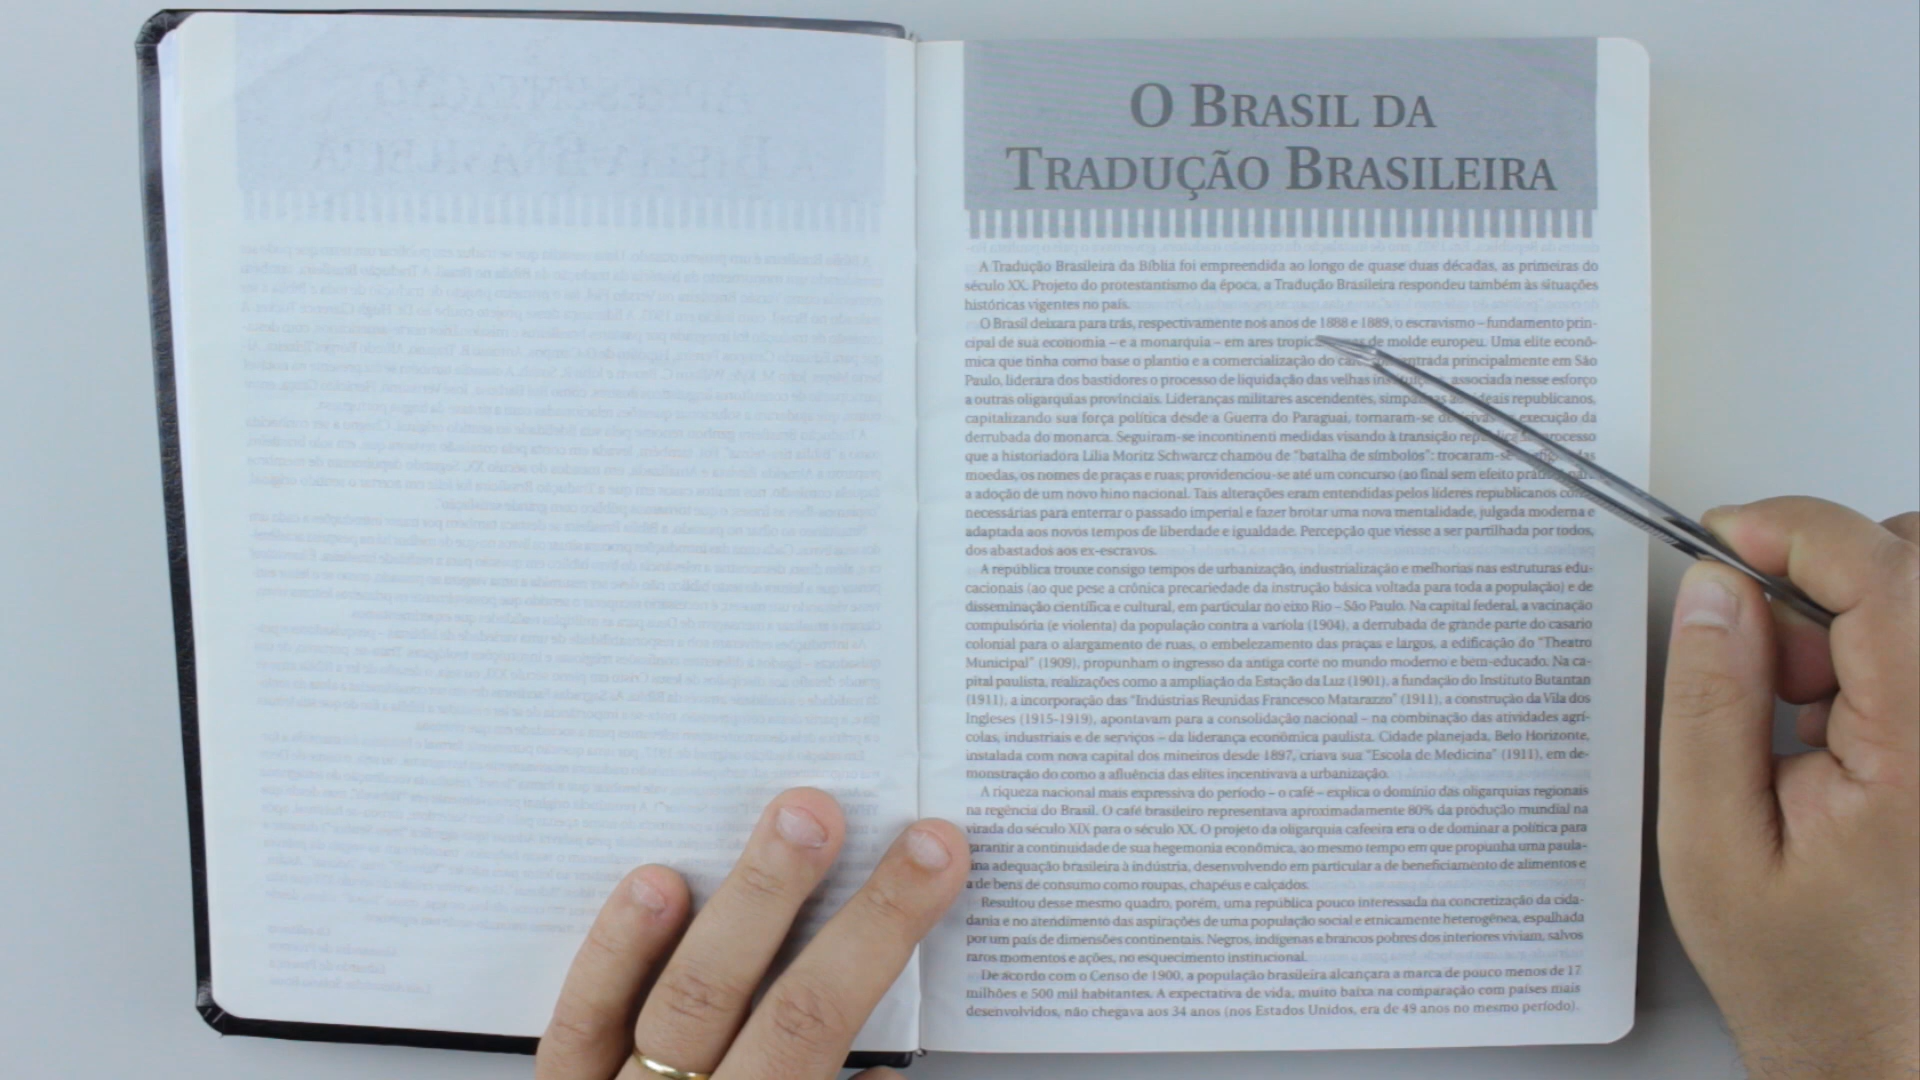 O BRASIL DA
TRADUÇÃO BRASILEIRA
A Tradução Brasileira da Bíblia foi empreendida ao longo de quase duas décadas, as primeiras do
século XX. Projeto do protestantismo da época, a Tradução Brasileira respondeu também às situações
históricas vigentes no país.
O Brasil deixara para trás, respectivamente nos anos de 1888 e 1889, o escravismo – fundamento prin-
cipal de sua economia – e a monarquia – em ares de molde europeu. Uma elite econô-
mica que tinha como base o plantio e a comercialização do principalmente em São
Paulo, liderara dos bastidores o processo de liquidação das velhas associada nesse esforço
a outras oligarquias provinciais. Lideranças militares ascendentes, ideais republicanos,
capitalizando sua força política desde a Guerra do Paraguai, tornaram-se execução da
derrubada do monarca. Seguiram-se incontinenti medidas visando à transição processo
que a historiadora Lilia Moritz Schwarcz chamou de "batalha de símbolos": trocaram-se
moedas, os nomes de praças e ruas; providenciou-se até um concurso (ao final sem efeito
a adoção de um novo hino nacional. Tais alterações eram entendidas pelos líderes republicanos
necessárias para enterrar o passado imperial e fazer brotar uma nova mentalidade, julgada moderna e
adaptada aos novos tempos de liberdade e igualdade. Percepção que viesse a ser partilhada por todos,
dos abastados aos ex-escravos.
A república trouxe consigo tempos de urbanização, industrialização e melhorias nas estruturas edu-
cacionais (ao que pese a crônica precariedade da instrução básica voltada para toda a população) e de
disseminação científica e cultural, em particular no eixo Rio – São Paulo. Na capital federal, a vacinação
compulsória (e violenta) da população contra a varíola (1904), a derrubada de grande parte do casario
colonial para o alargamento de ruas, o embelezamento das praças e largos, a edificação do "Theatro
Municipal" (1909), propunham o ingresso da antiga corte no mundo moderno e bem-educado. Na ca-
pital paulista, realizações como a ampliação da Estação da Luz (1901), a fundação do Instituto Butantan
(1911), a incorporação das "Indústrias Reunidas Francesco Matarazzo" (1911), a construção da Vila dos
Ingleses (1915-1919), apontavam para a consolidação nacional – na combinação das atividades agrí-
colas, industriais e de serviços – da liderança econômica paulista. Cidade planejada, Belo Horizonte,
instalada com nova capital dos mineiros desde 1897, criava sua "Escola de Medicina" (1911), em de-
monstração do como a afluência das elites incentivava a urbanização.
A riqueza nacional mais expressiva do período – o café – explica o domínio das oligarquias regionais
na regência do Brasil. O café brasileiro representava aproximadamente 80% da produção mundial na
virada do século XIX para o século XX. O projeto da oligarquia cafeeira era o de dominar a política para
garantir a continuidade de sua hegemonia econômica, ao mesmo tempo em que propunha uma paula-
ina adequação brasileira à indústria, desenvolvendo em particular a de beneficiamento de alimentos e
a de bens de consumo como roupas, chapéus e calçados.
Resultou desse mesmo quadro, porém, uma república pouco interessada na concretização da cida-
dania e no atendimento das aspirações de uma população social e etnicamente heterogênea, espalhada
por um país de dimensões continentais. Negros, indígenas e brancos pobres dos interiores viviam, salvos
raros momentos e ações, no esquecimento institucional.
De acordo com o Censo de 1900, a população brasileira alcançara a marca de pouco menos de 17
milhões e 500 mil habitantes. A expectativa de vida, muito baixa na comparação com países mais
desenvolvidos, não chegava aos 34 anos (nos Estados Unidos, era de 49 anos no mesmo período).